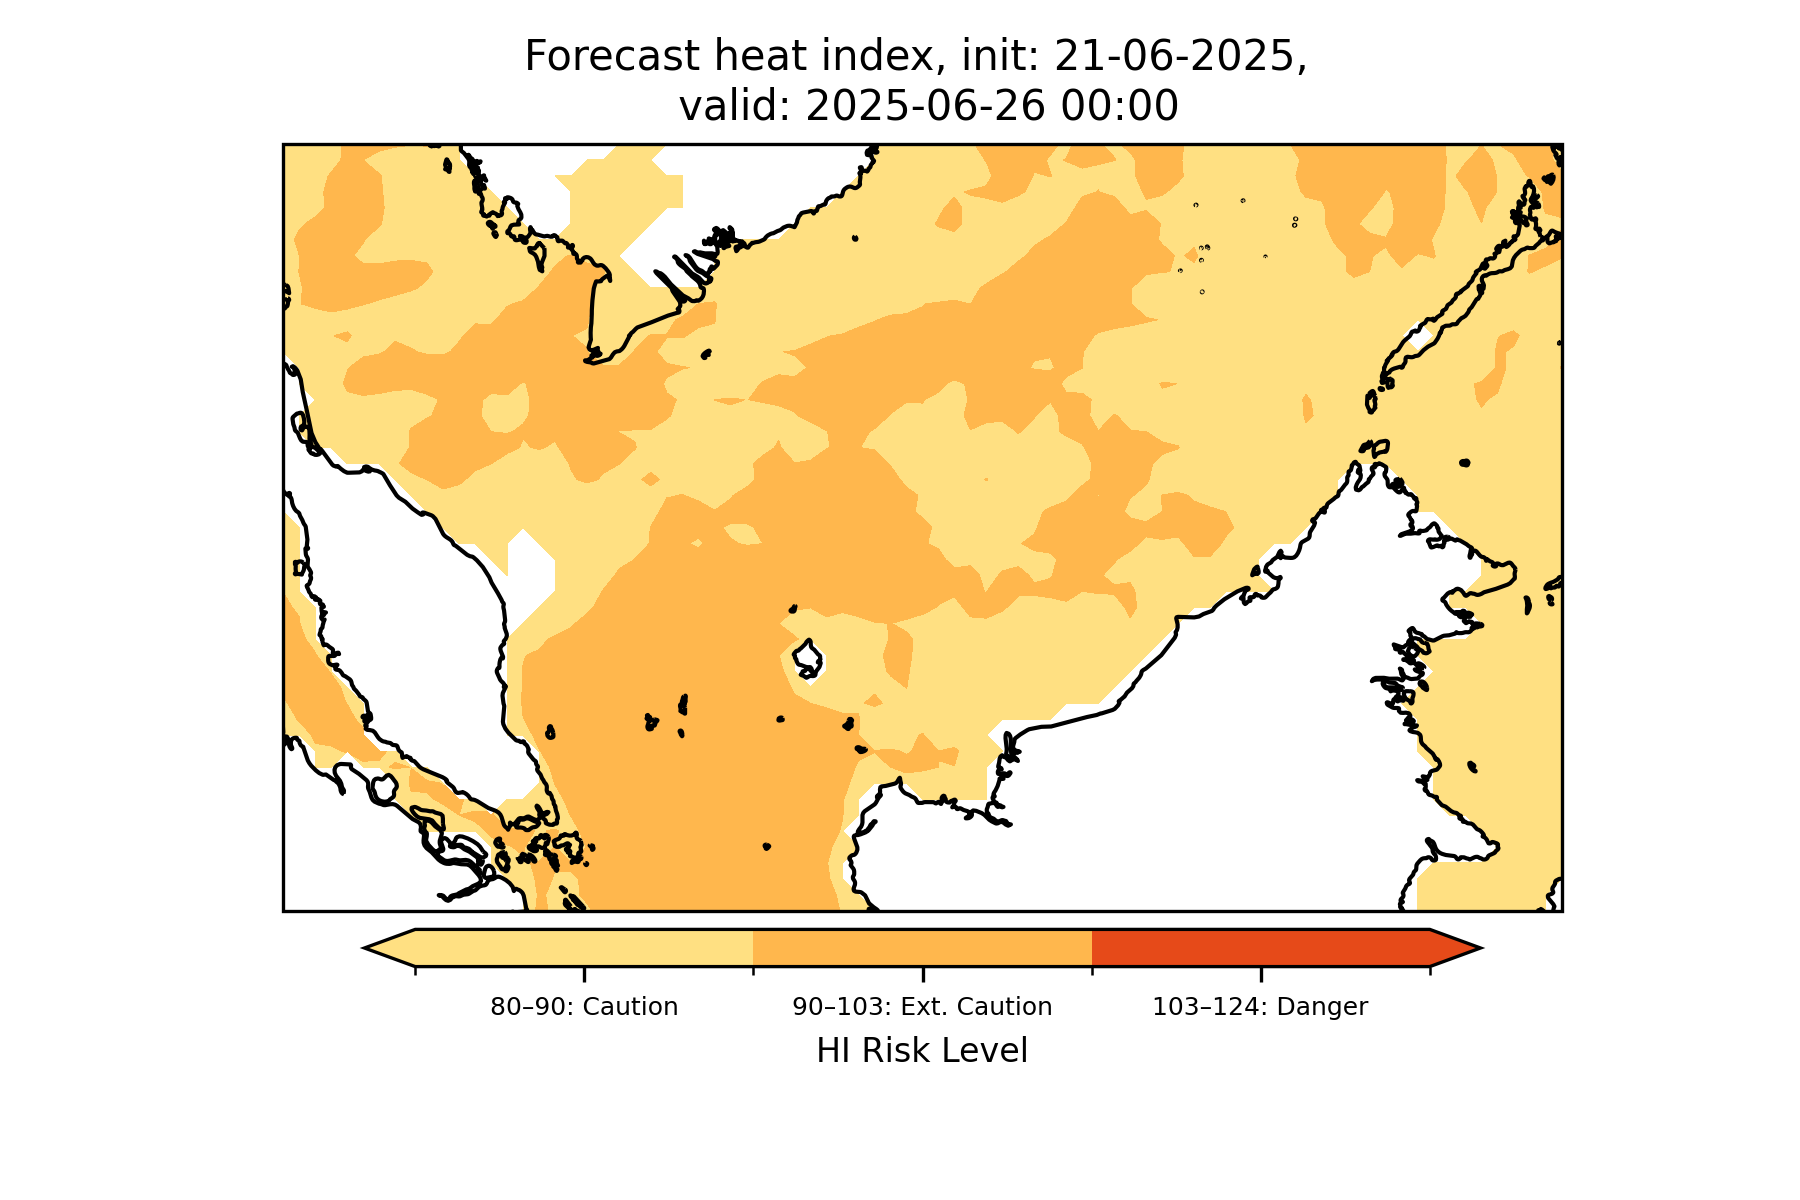 Forecast heat index, init: 21-06-2025,
valid: 2025-06-26 00:00
80–90: Caution
90–103: Ext. Caution
103–124: Danger
HI Risk Level